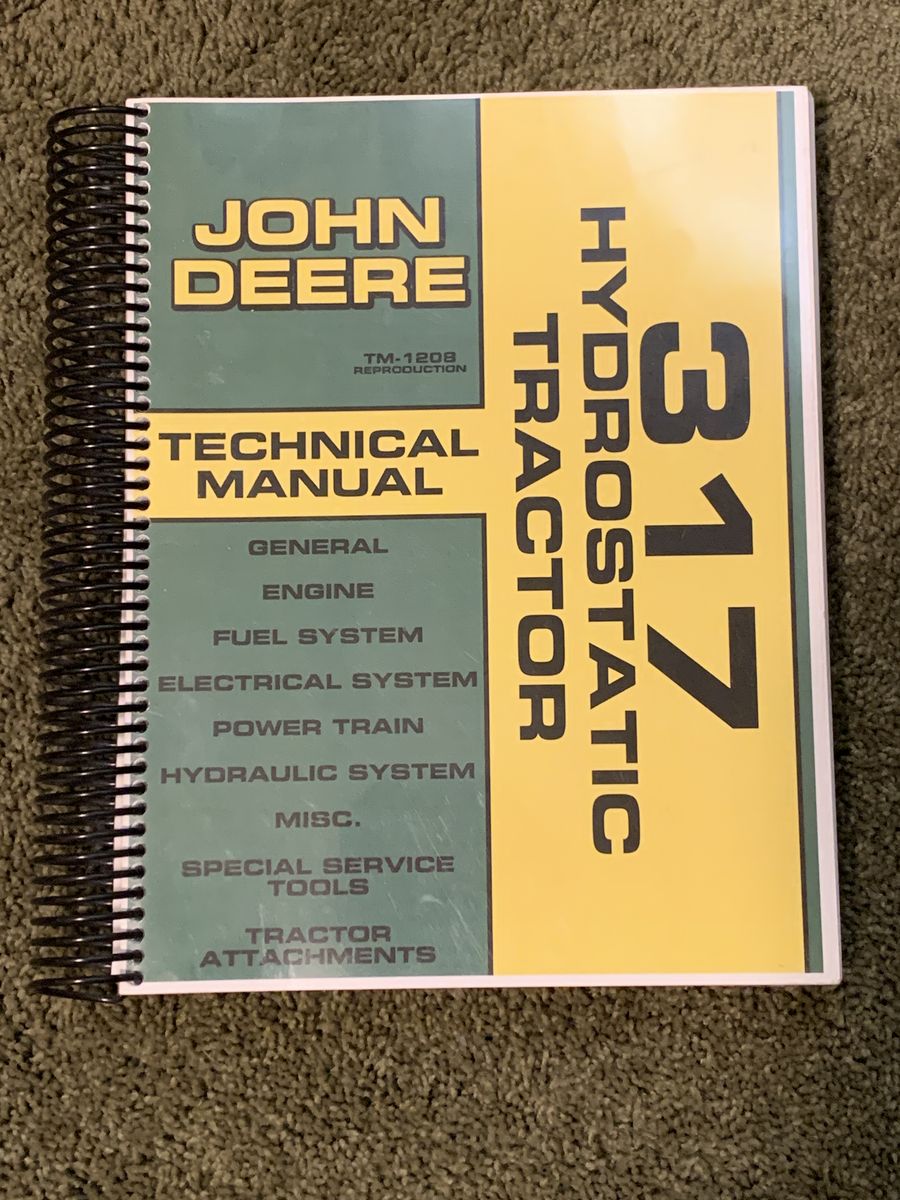 JOHN
DEERE
TM-1208
REPRODUCTION
TECHNICAL
MANUAL
GENERAL
ENGINE
FUEL SYSTEM
ELECTRICAL SYSTEM
POWER TRAIN
HYDRAULIC SYSTEM
MISC.
SPECIAL SERVICE
TOOLS
TRACTOR
ATTACHMENTS
317
HYDROSTATIC
TRACTOR